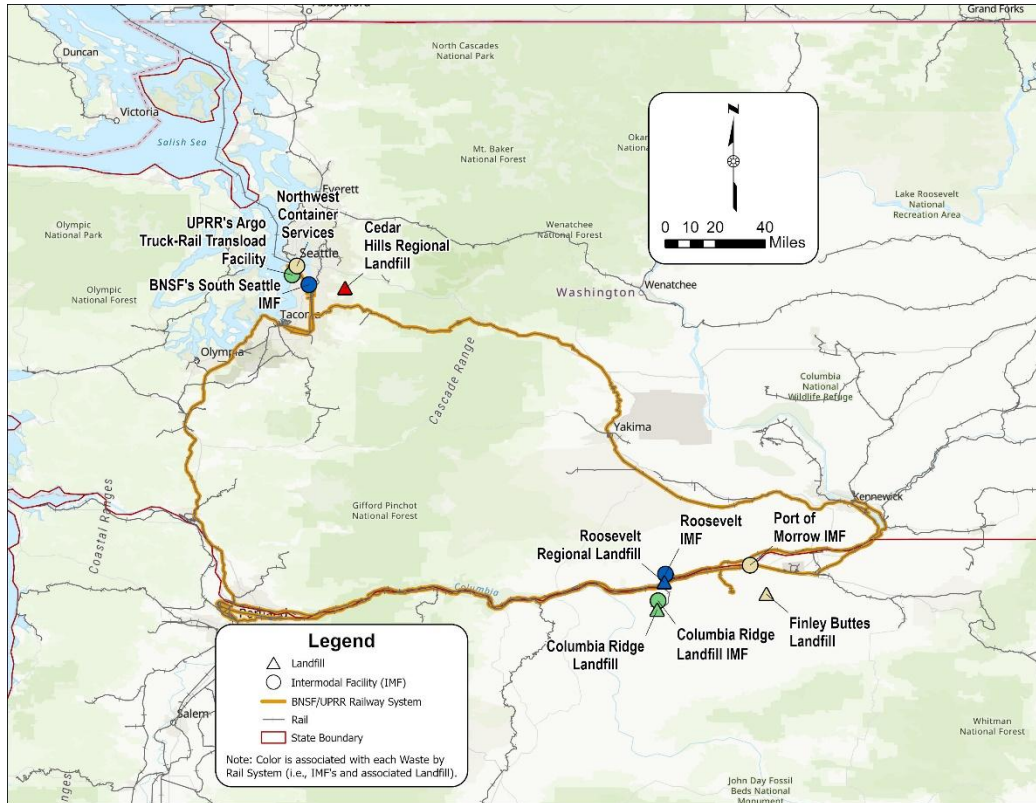 Grand Forks
Duncan
North Cascades
National Park
Victoria
Salish Sea
Mt. Baker
National Forest
N
0 10 20 40
Miles
Lake Roosevelt
National
Recreation Area
Everett
Northwest
Container
Services
Olympic
National Park
UPRR's Argo
Truck-Rail Transload
Facility
Seattle
Cedar
Hills Regional
Landfill
Wenatchee
National Forest
BNSF's South Seattle
IMF
Olympic
National Forest
Washington
Wenatchee
Olympia
Cascade Range
Columbia
National
Wildlife Refuge
Yakima
Gifford Pinchot
National Forest
Kennewick
Coastal Ranges
Roosevelt
Regional Landfill
Roosevelt
IMF
Port of
Morrow IMF
Columbia
Columbia Ridge
Landfill
Columbia Ridge
Landfill IMF
Finley Buttes
Landfill
Legend
Landfill
Intermodal Facility (IMF)
BNSF/UPRR Railway System
Rail
State Boundary
Note: Color is associated with each Waste by
Rail System (i.e., IMF's and associated Landfill).
Salem
Whitman
National Forest
John Day Fossil
Beds National
Monument